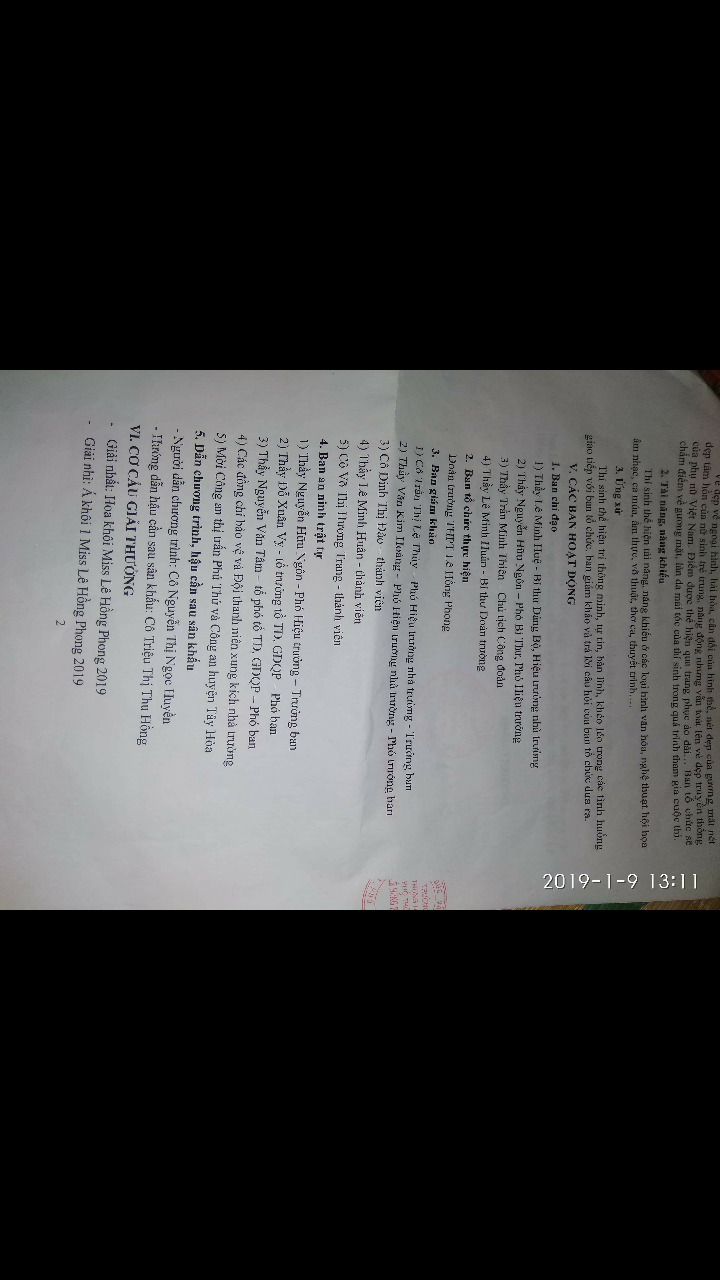 Vẻ đẹp về ngoại hình, hài hòa, cân đối của hình thể, nét đẹp của gương mặt nét
đẹp tâm hồn của nữ sinh trẻ trung, năng động nhưng vẫn toát lên vẻ đẹp truyền thống
của phụ nữ Việt Nam. Điểm được thể hiện qua trang phục áo dài… Ban tổ chức sẽ
chấm điểm về gương mặt, làn da mái tóc của thí sinh trong quá trình tham gia cuộc thi.
2. Tài năng, năng khiếu
Thí sinh thể hiện tài năng, năng khiếu ở các loại hình văn hóa, nghệ thuật hội họa
âm nhạc, ca múa, ẩm thực, võ thuật, thơ ca, thuyết trình….
3. Ứng xử
Thí sinh thể hiện trí thông minh, tự tin, bản lĩnh, khéo léo trong các tình huống
giao tiếp với ban tổ chức, ban giám khảo và trả lời câu hỏi của ban tổ chức đưa ra.
V. CÁC BAN HOẠT ĐỘNG
1. Ban chỉ đạo
1) Thầy Lê Minh Huệ - Bí thư Đảng Bộ, Hiệu trưởng nhà trường
2) Thầy Nguyễn Hữu Ngôn – Phó Bí Thư, Phó Hiệu trưởng
3) Thầy Trần Minh Thiên – Chủ tịch Công đoàn
4) Thầy Lê Minh Huân - Bí thư Đoàn trường
2. Ban tổ chức thực hiện
Đoàn trường THPT Lê Hồng Phong
3. Ban giám khảo
1) Cô Trần Thị Lệ Thủy - Phó Hiệu trưởng nhà trường - Trưởng ban
2) Thầy Văn Kim Hoàng - Phó Hiệu trưởng nhà trường - Phó trưởng ban
3) Cô Đinh Thị Đào - thành viên
4) Thầy Lê Minh Huân - thành viên
5) Cô Võ Thị Hương Trang - thành viên
4. Ban an ninh trật tự
1) Thầy Nguyễn Hữu Ngôn - Phó Hiệu trưởng – Trưởng ban
2) Thầy Đỗ Xuân Vỵ - tổ trưởng tổ TD, GDQP – Phó ban
3) Thầy Nguyễn Văn Tâm – tổ phó tổ TD, GDQP – Phó ban
4) Các đồng chí bảo vệ và Đội thanh niên xung kích nhà trường
5) Mời Công an thị trấn Phú Thứ và Công an huyện Tây Hòa
5. Dẫn chương trình, hậu cần sau sân khấu
- Người dẫn chương trình: Cô Nguyễn Thị Ngọc Huyền
- Hướng dẫn hậu cần sau sân khấu: Cô Triệu Thị Thu Hồng
VI. CƠ CẤU GIẢI THƯỞNG
- Giải nhất: Hoa khôi Miss Lê Hồng Phong 2019
- Giải nhì: Á khôi 1 Miss Lê Hồng Phong 2019
2
2019-1-9 13:11